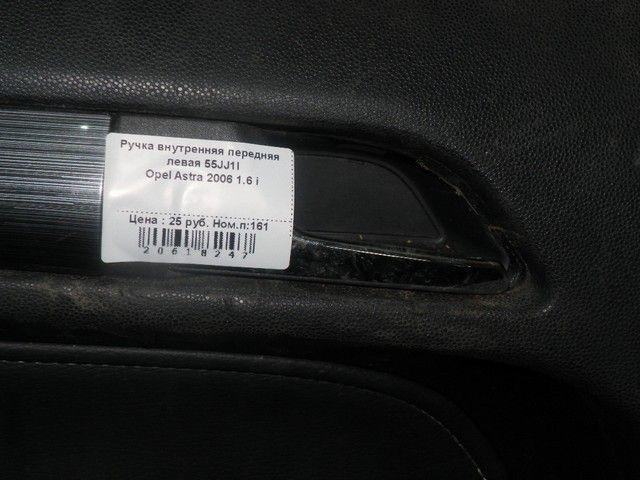 Ручка внутренняя передняя
левая 55JJ1I
Opel Astra 2006 1.6 i
Цена : 25 руб. Ном.п:161
20618247